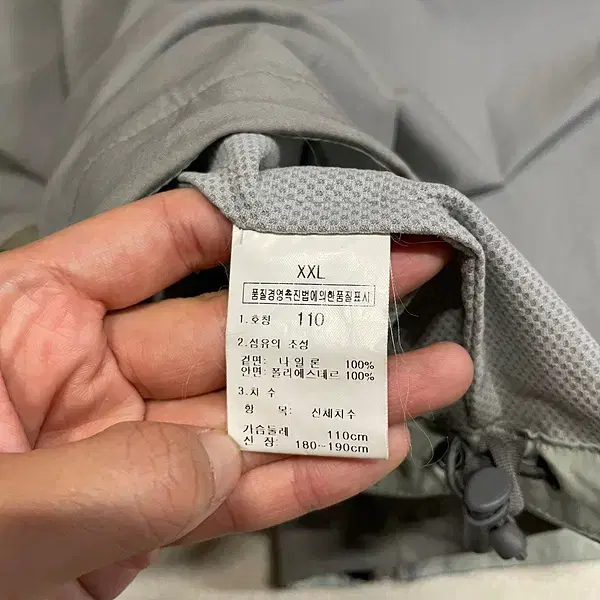 XXL
품질경영촉진법에의한품질표시
1.호칭 110
2.섬유의 조성
겉면: 나일론 100%
안면: 폴리에스테르 100%
3.치 수
항 목: 신체치수
가슴둘레 110cm
신 장: 180~190cm